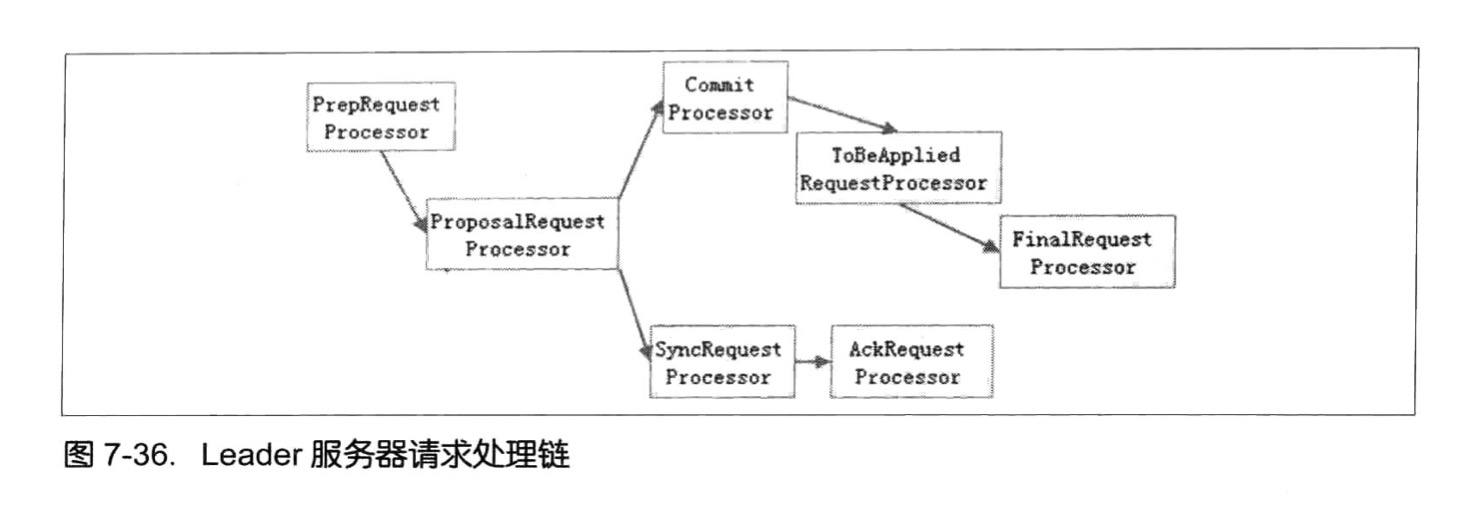 PrepRequest
Processor
ProposalRequest
Processor
Commit
Processor
ToBeApplied
RequestProcessor
FinalRequest
Processor
SyncRequest
Processor
AckRequest
Processor
图 7-36. Leader 服务器请求处理链